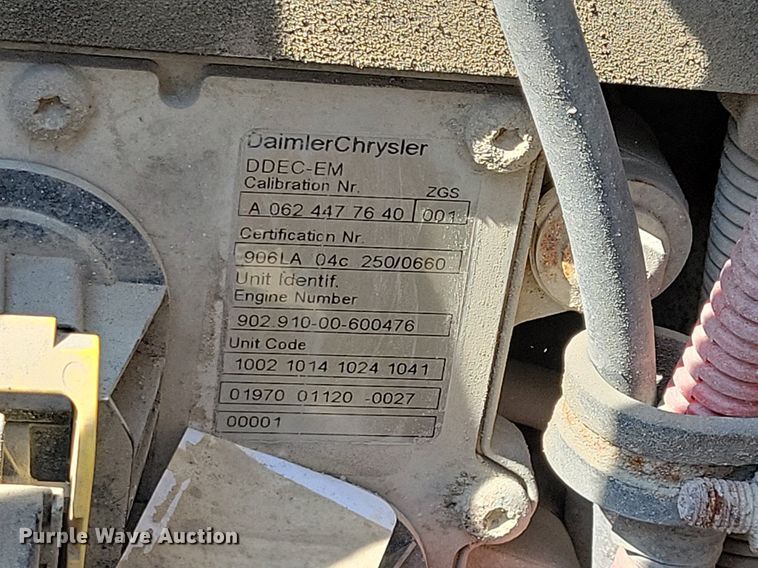 DaimlerChrysler
DDEC-EM
Calibration Nr. ZGS
A 062 447 76 40 001
Certification Nr.
906LA 04c 250/0660
Unit Identif.
Engine Number
902.910-00-600476
Unit Code
1002 1014 1024 1041
01970 01120 -0027
00001
Purple Wave Auction